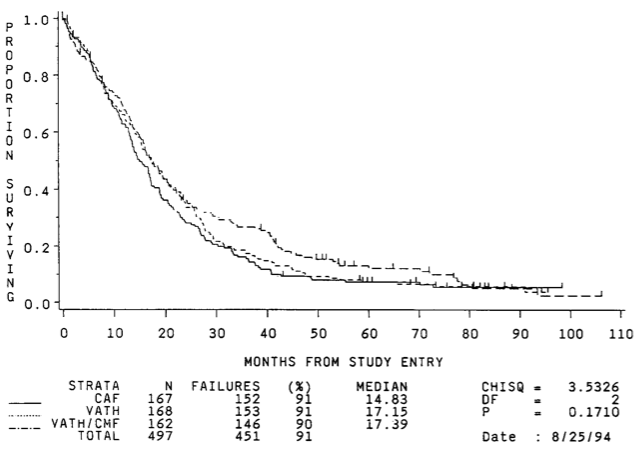 PROPORTION SURVIVING
1.0
0.8
0.6
0.4
0.2
0.0
0 10 20 30 40 50 60 70 80 90 100 110
MONTHS FROM STUDY ENTRY
STRATA N FAILURES (%) MEDIAN
CAF 167 152 91 14.83
VATH 168 153 91 17.15
VATH/CMF 162 146 90 17.39
TOTAL 497 451 91
CHISQ = 3.5326
DF = 2
P = 0.1710
Date : 8/25/94